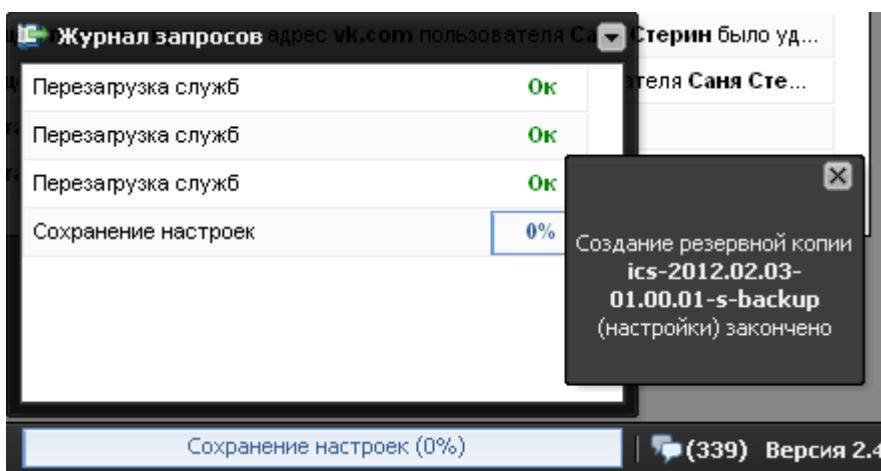 Журнал запросов адрес vk.com пользователя Саня Стерин было уд...
теля Саня Сте...
Перезагрузка служб Ок
Перезагрузка служб Ок
Перезагрузка служб Ок
Сохранение настроек 0%
Создание резервной копии
ics-2012.02.03-
01.00.01-s-backup
(настройки) закончено
Сохранение настроек (0%) (339) Версия 2.4